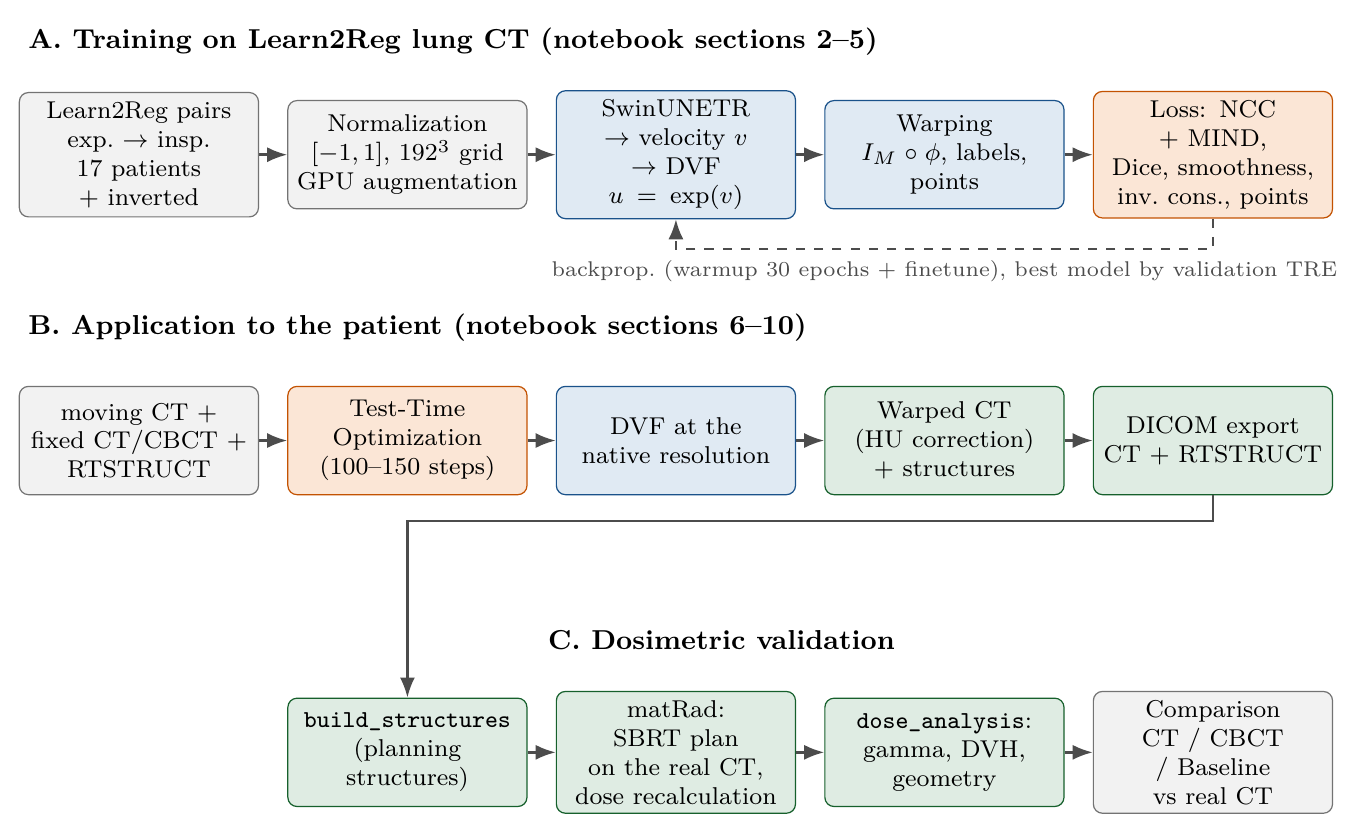 A. Training on Learn2Reg lung CT (notebook sections 2–5)
Learn2Reg pairs
exp. → insp.
17 patients
+ inverted
Normalization
[−1, 1], 192³ grid
GPU augmentation
SwinUNETR
→ velocity v
→ DVF
u = exp(v)
Warping
I_M ∘ ϕ, labels,
points
Loss: NCC
+ MIND,
Dice, smoothness,
inv. cons., points
backprop. (warmup 30 epochs + finetune), best model by validation TRE
B. Application to the patient (notebook sections 6–10)
moving CT +
fixed CT/CBCT +
RTSTRUCT
Test-Time
Optimization
(100–150 steps)
DVF at the
native resolution
Warped CT
(HU correction)
+ structures
DICOM export
CT + RTSTRUCT
C. Dosimetric validation
build_structures
(planning
structures)
matRad:
SBRT plan
on the real CT,
dose recalculation
dose_analysis:
gamma, DVH,
geometry
Comparison
CT / CBCT
/ Baseline
vs real CT